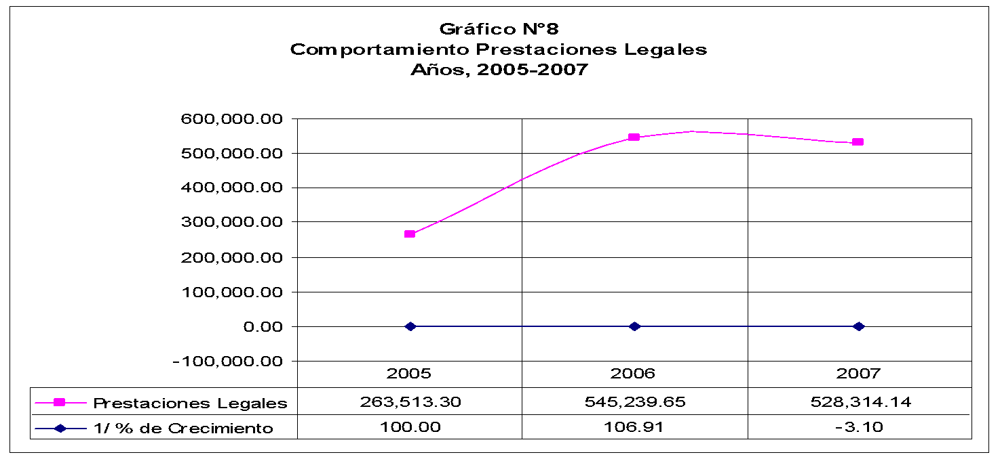 Gráfico N°8
Comportamiento Prestaciones Legales
Años, 2005-2007
600,000.00
500,000.00
400,000.00
300,000.00
200,000.00
100,000.00
0.00
-100,000.00
2005 2006 2007
Prestaciones Legales 263,513.30 545,239.65 528,314.14
1/ % de Crecimiento 100.00 106.91 -3.10